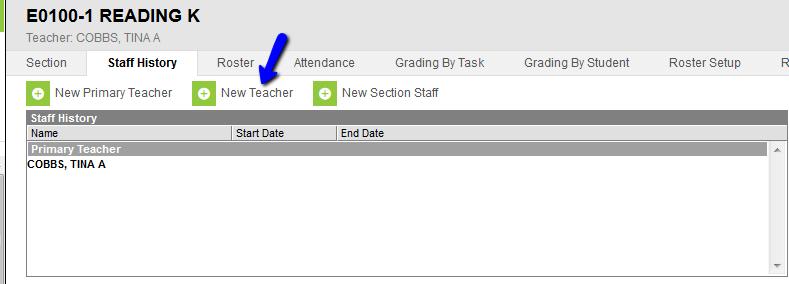 E0100-1 READING K
Teacher: COBBS, TINA A
Section Staff History Roster Attendance Grading By Task Grading By Student Roster Setup R
New Primary Teacher New Teacher New Section Staff
Staff History
Name Start Date End Date
Primary Teacher
COBBS, TINA A